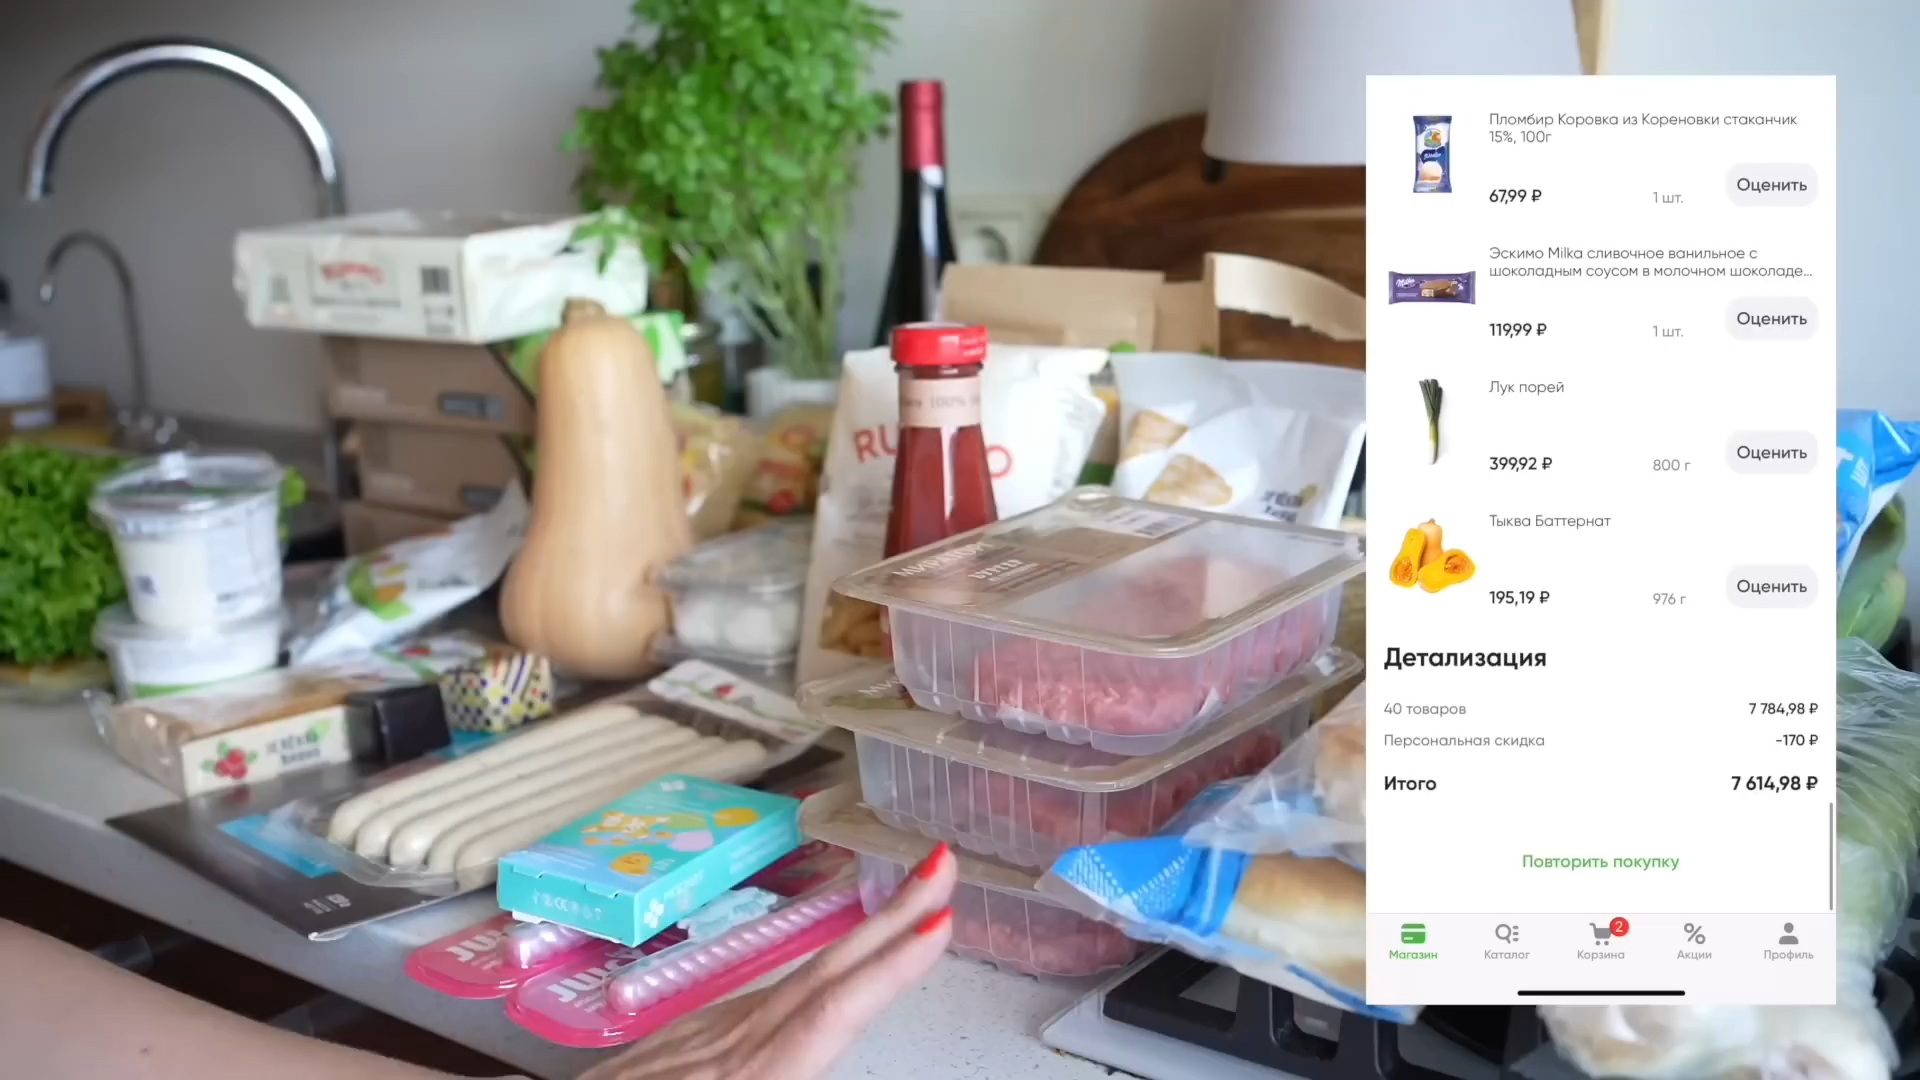 Пломбир Коровка из Кореновки стаканчик
15%, 100г
67,99 ₽
1 шт.
Оценить
Эскимо Milka сливочное ванильное с
шоколадным соусом в молочном шоколаде...
119,99 ₽
1 шт.
Оценить
Лук порей
399,92 ₽
800 г
Оценить
Тыква Баттернат
195,19 ₽
976 г
Оценить
Детализация
40 товаров
7 784,98 ₽
Персональная скидка
-170 ₽
Итого
7 614,98 ₽
Повторить покупку
2
Магазин
Каталог
Корзина
Акции
Профиль
100%
МИРАТОРГ